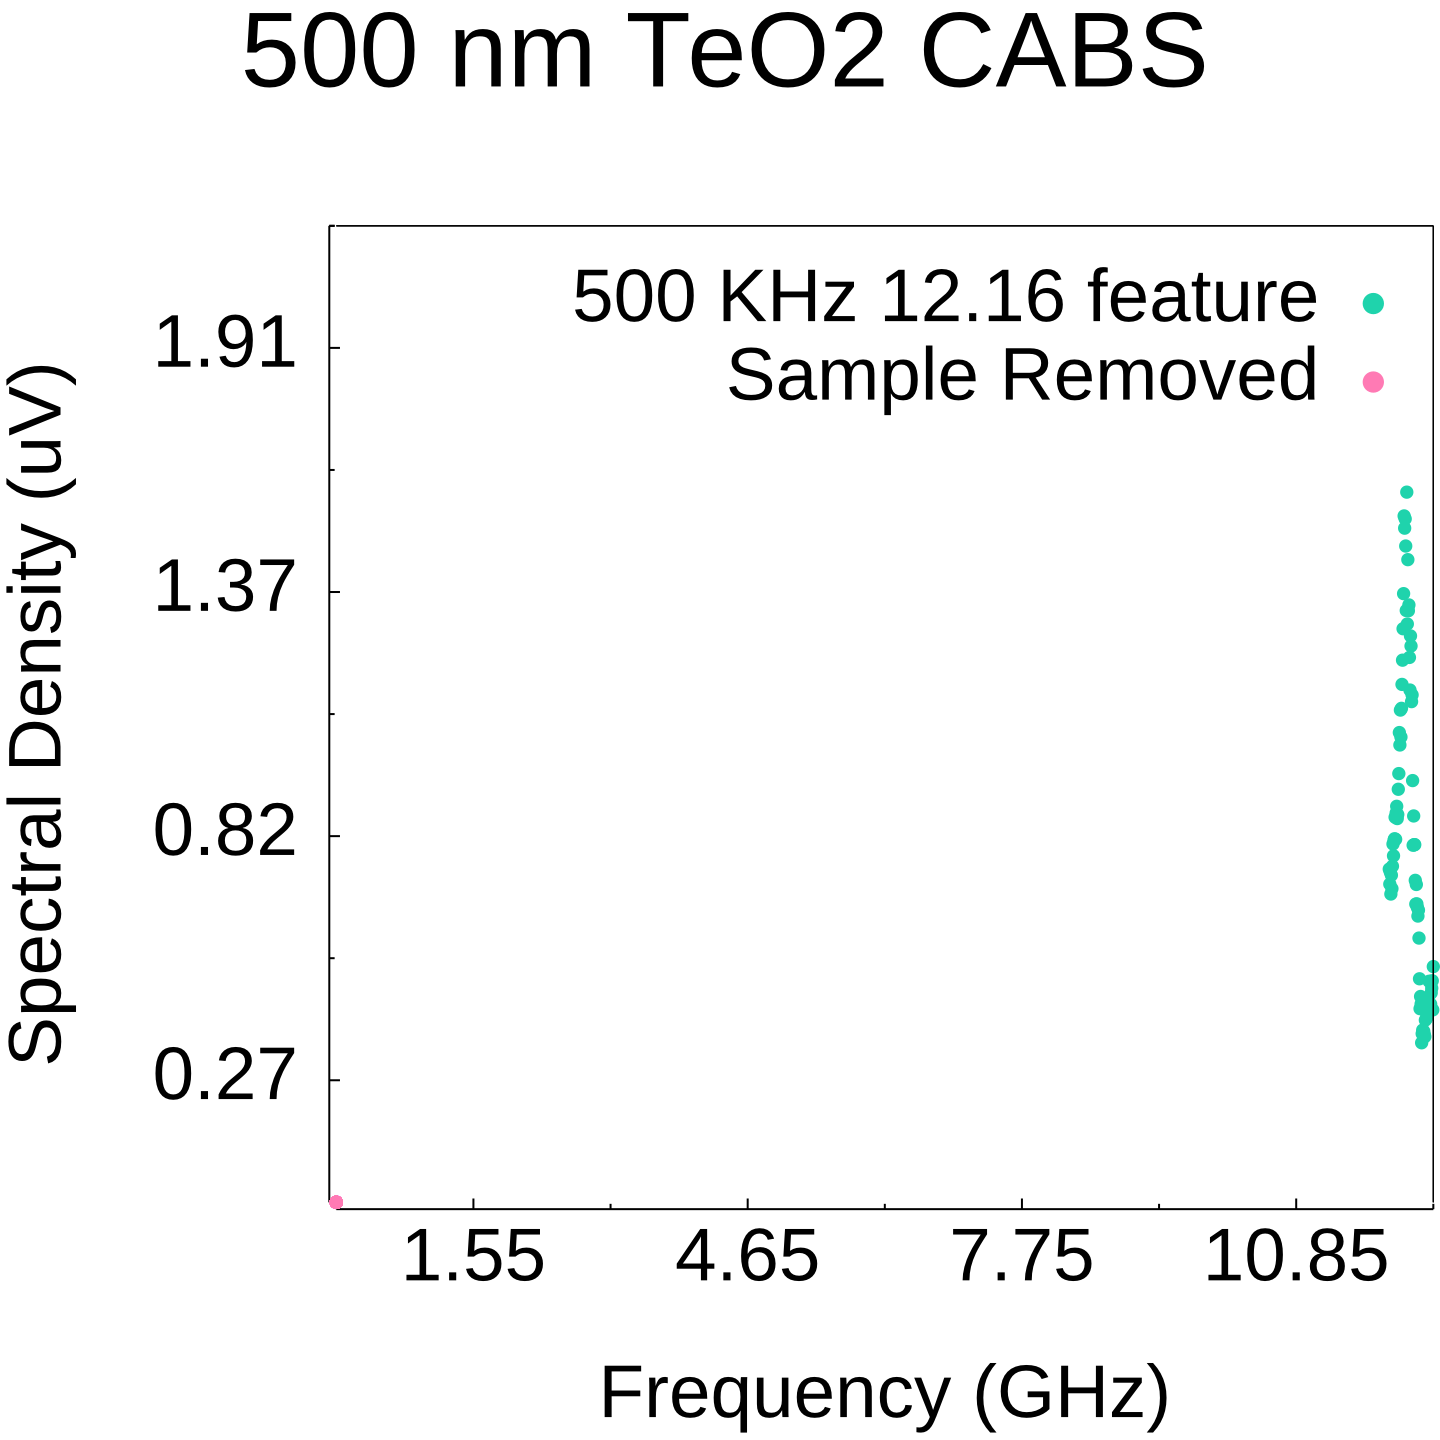 500 nm TeO2 CABS
500 KHz 12.16 feature
Sample Removed
Spectral Density (uV)
1.91
1.37
0.82
0.27
1.55 4.65 7.75 10.85
Frequency (GHz)